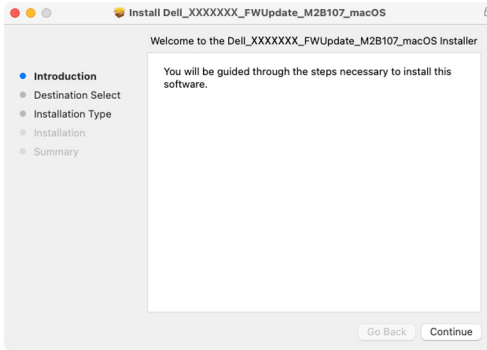 Install Dell_XXXXXXX_FWUpdate_M2B107_macOS
Welcome to the Dell_XXXXXXX_FWUpdate_M2B107_macOS Installer
Introduction
Destination Select
Installation Type
Installation
Summary
You will be guided through the steps necessary to install this
software.
Go Back
Continue